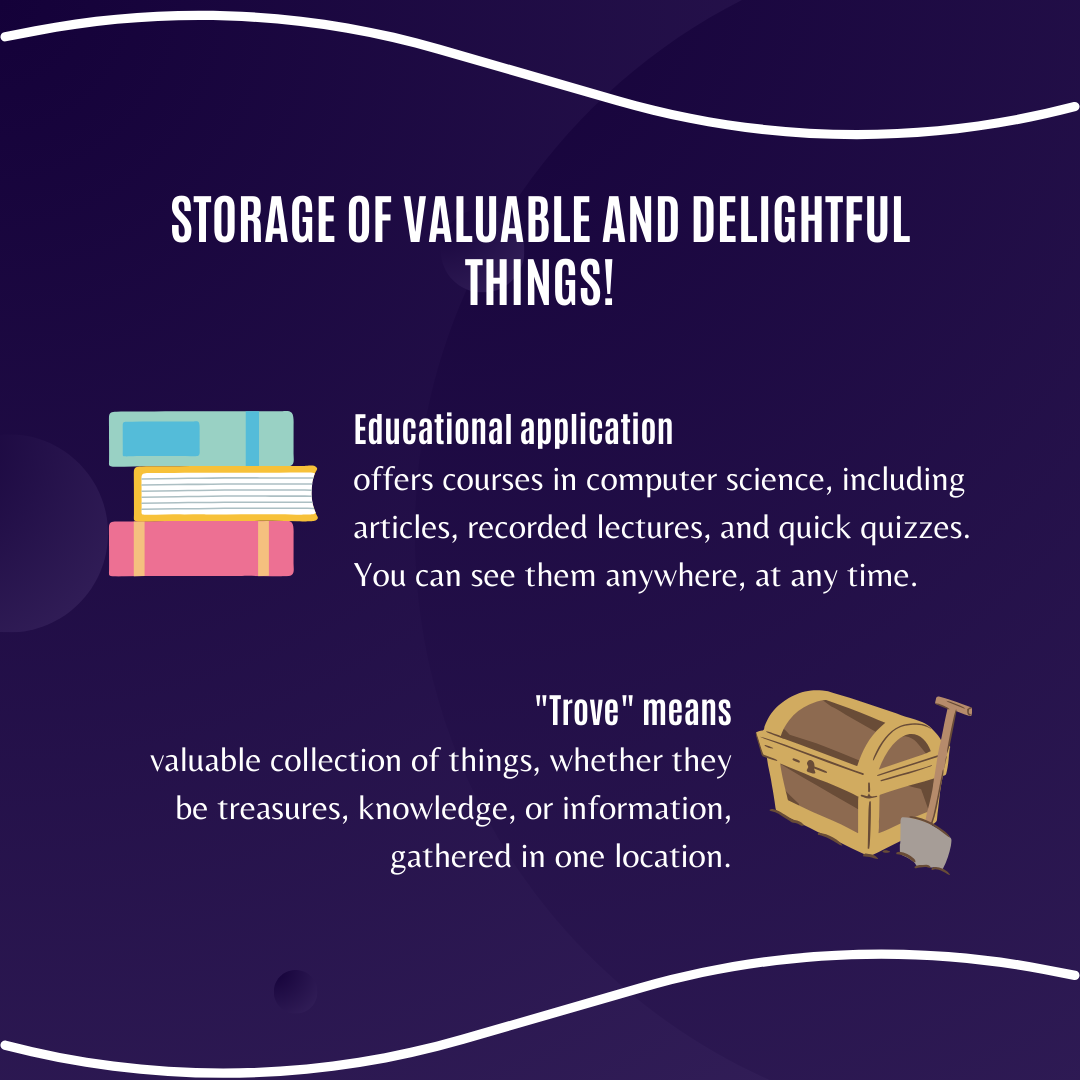 STORAGE OF VALUABLE AND DELIGHTFUL
THINGS!
Educational application
offers courses in computer science, including
articles, recorded lectures, and quick quizzes.
You can see them anywhere, at any time.
"Trove" means
valuable collection of things, whether they
be treasures, knowledge, or information,
gathered in one location.